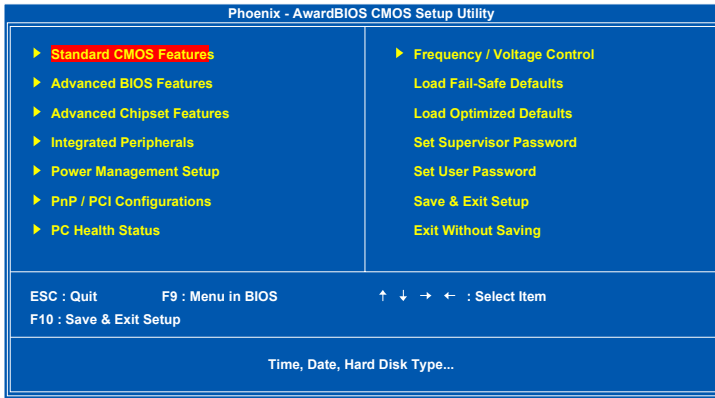 Phoenix - AwardBIOS CMOS Setup Utility
Standard CMOS Features
Advanced BIOS Features
Advanced Chipset Features
Integrated Peripherals
Power Management Setup
PnP / PCI Configurations
PC Health Status
Frequency / Voltage Control
Load Fail-Safe Defaults
Load Optimized Defaults
Set Supervisor Password
Set User Password
Save & Exit Setup
Exit Without Saving
ESC : Quit F9 : Menu in BIOS ↑ ↓ → ← : Select Item
F10 : Save & Exit Setup
Time, Date, Hard Disk Type...